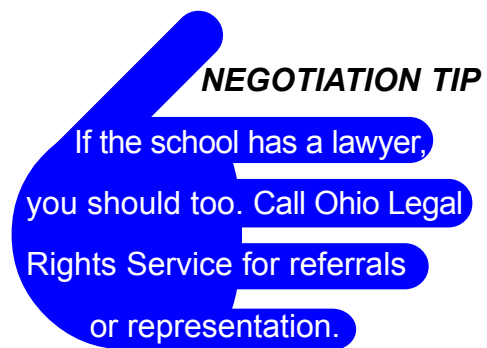 NEGOTIATION TIP
If the school has a lawyer,
you should too. Call Ohio Legal
Rights Service for referrals
or representation.